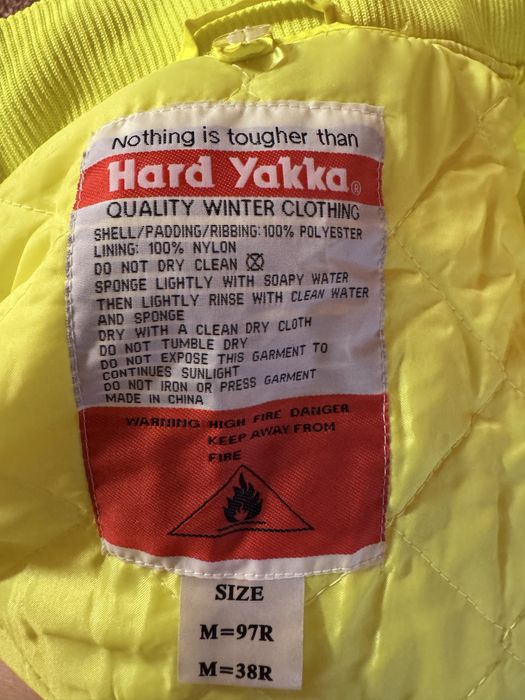 Nothing is tougher than
Hard Yakka®
QUALITY WINTER CLOTHING
SHELL/PADDING/RIBBING:100% POLYESTER
LINING: 100% NYLON
DO NOT DRY CLEAN
SPONGE LIGHTLY WITH SOAPY WATER
THEN LIGHTLY RINSE WITH CLEAN WATER
AND SPONGE
DRY WITH A CLEAN DRY CLOTH
DO NOT TUMBLE DRY
DO NOT EXPOSE THIS GARMENT TO
CONTINUES SUNLIGHT
DO NOT IRON OR PRESS GARMENT
MADE IN CHINA
WARNING HIGH FIRE DANGER
KEEP AWAY FROM
FIRE
SIZE
M=97R
M=38R